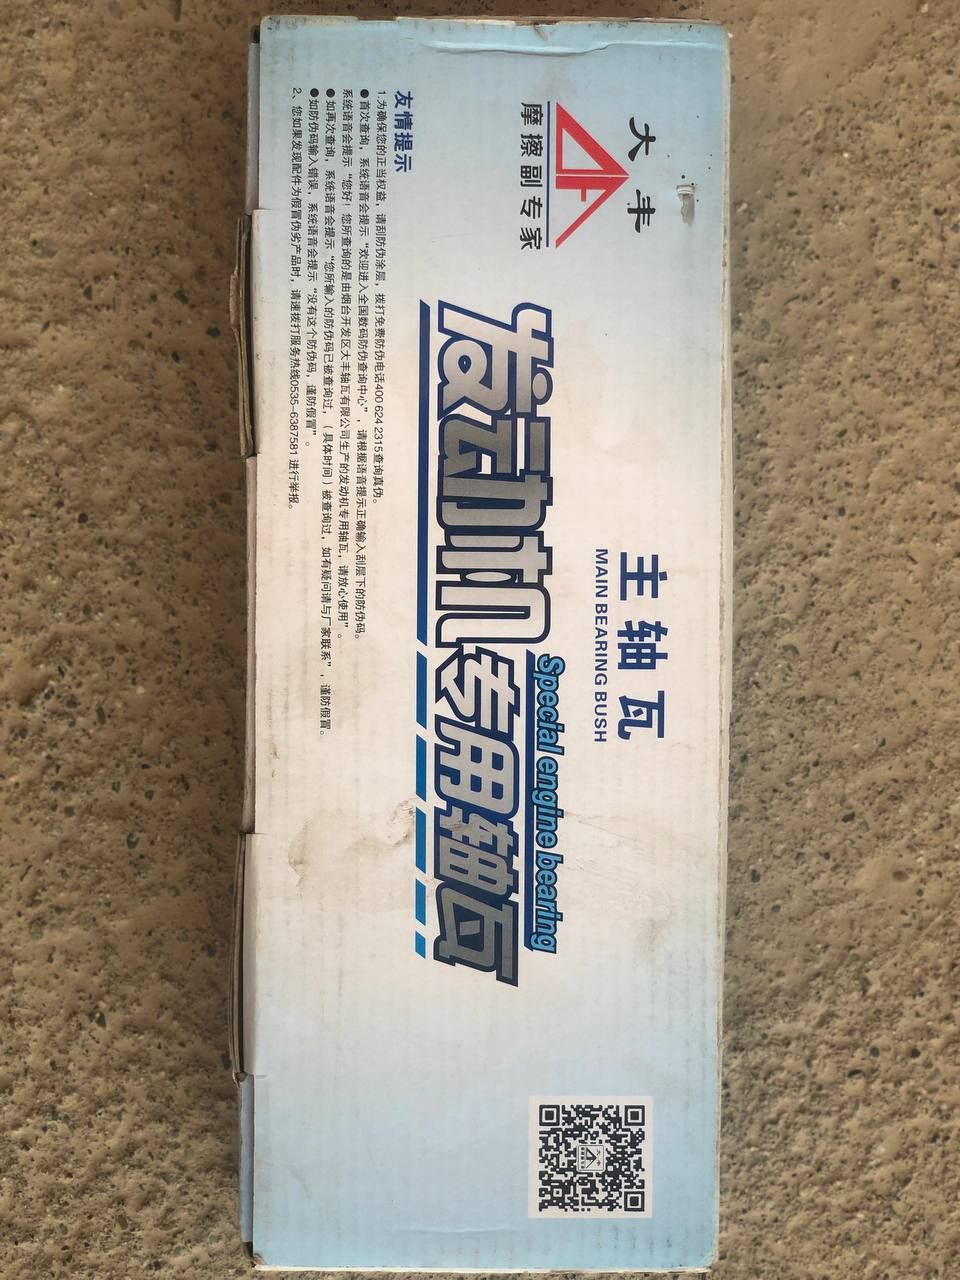 大丰
摩擦副专家
主轴瓦
MAIN BEARING BUSH
Special engine bearing
发动机专用轴瓦
友情提示
1.为确保您的正当权益，请刮防伪涂层，拨打免费防伪电话400 624 2315查询真伪。
●首次查询，系统语音会提示“欢迎进入全国数码防伪查询中心”，请根据语音提示正确输入刮层下的防伪码。
系统语音会提示“您好！您所查询的是由烟台开发区大丰轴瓦有限公司生产的发动机专用轴瓦，请放心使用”。
●如再次查询，系统语音会提示“您所输入的防伪码已被查询过，（具体时间）被查询过，如有疑问请与厂家联系”，谨防假冒。
●如防伪码输入错误，系统语音会提示“没有这个防伪码，谨防假冒”。
2、您如果发现配件为假冒伪劣产品时，请速拨打服务热线0535-6387581 进行举报。